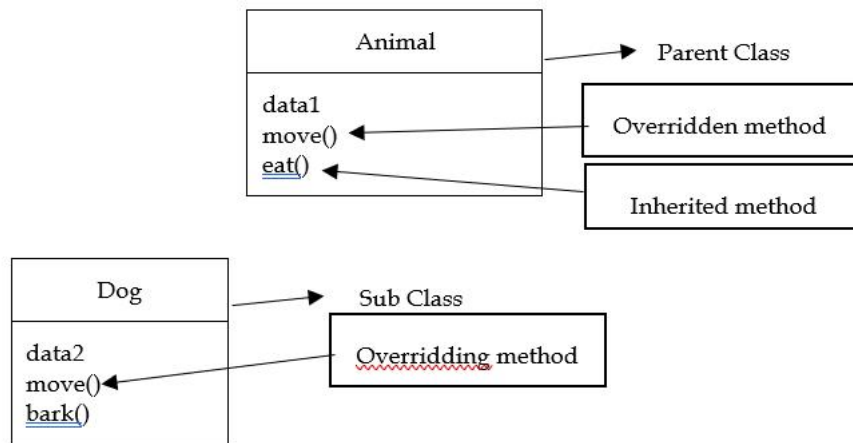 Animal
Parent Class
data1
move()
eat()
Overridden method
Inherited method
Dog
Sub Class
data2
move()
bark()
Overridding method